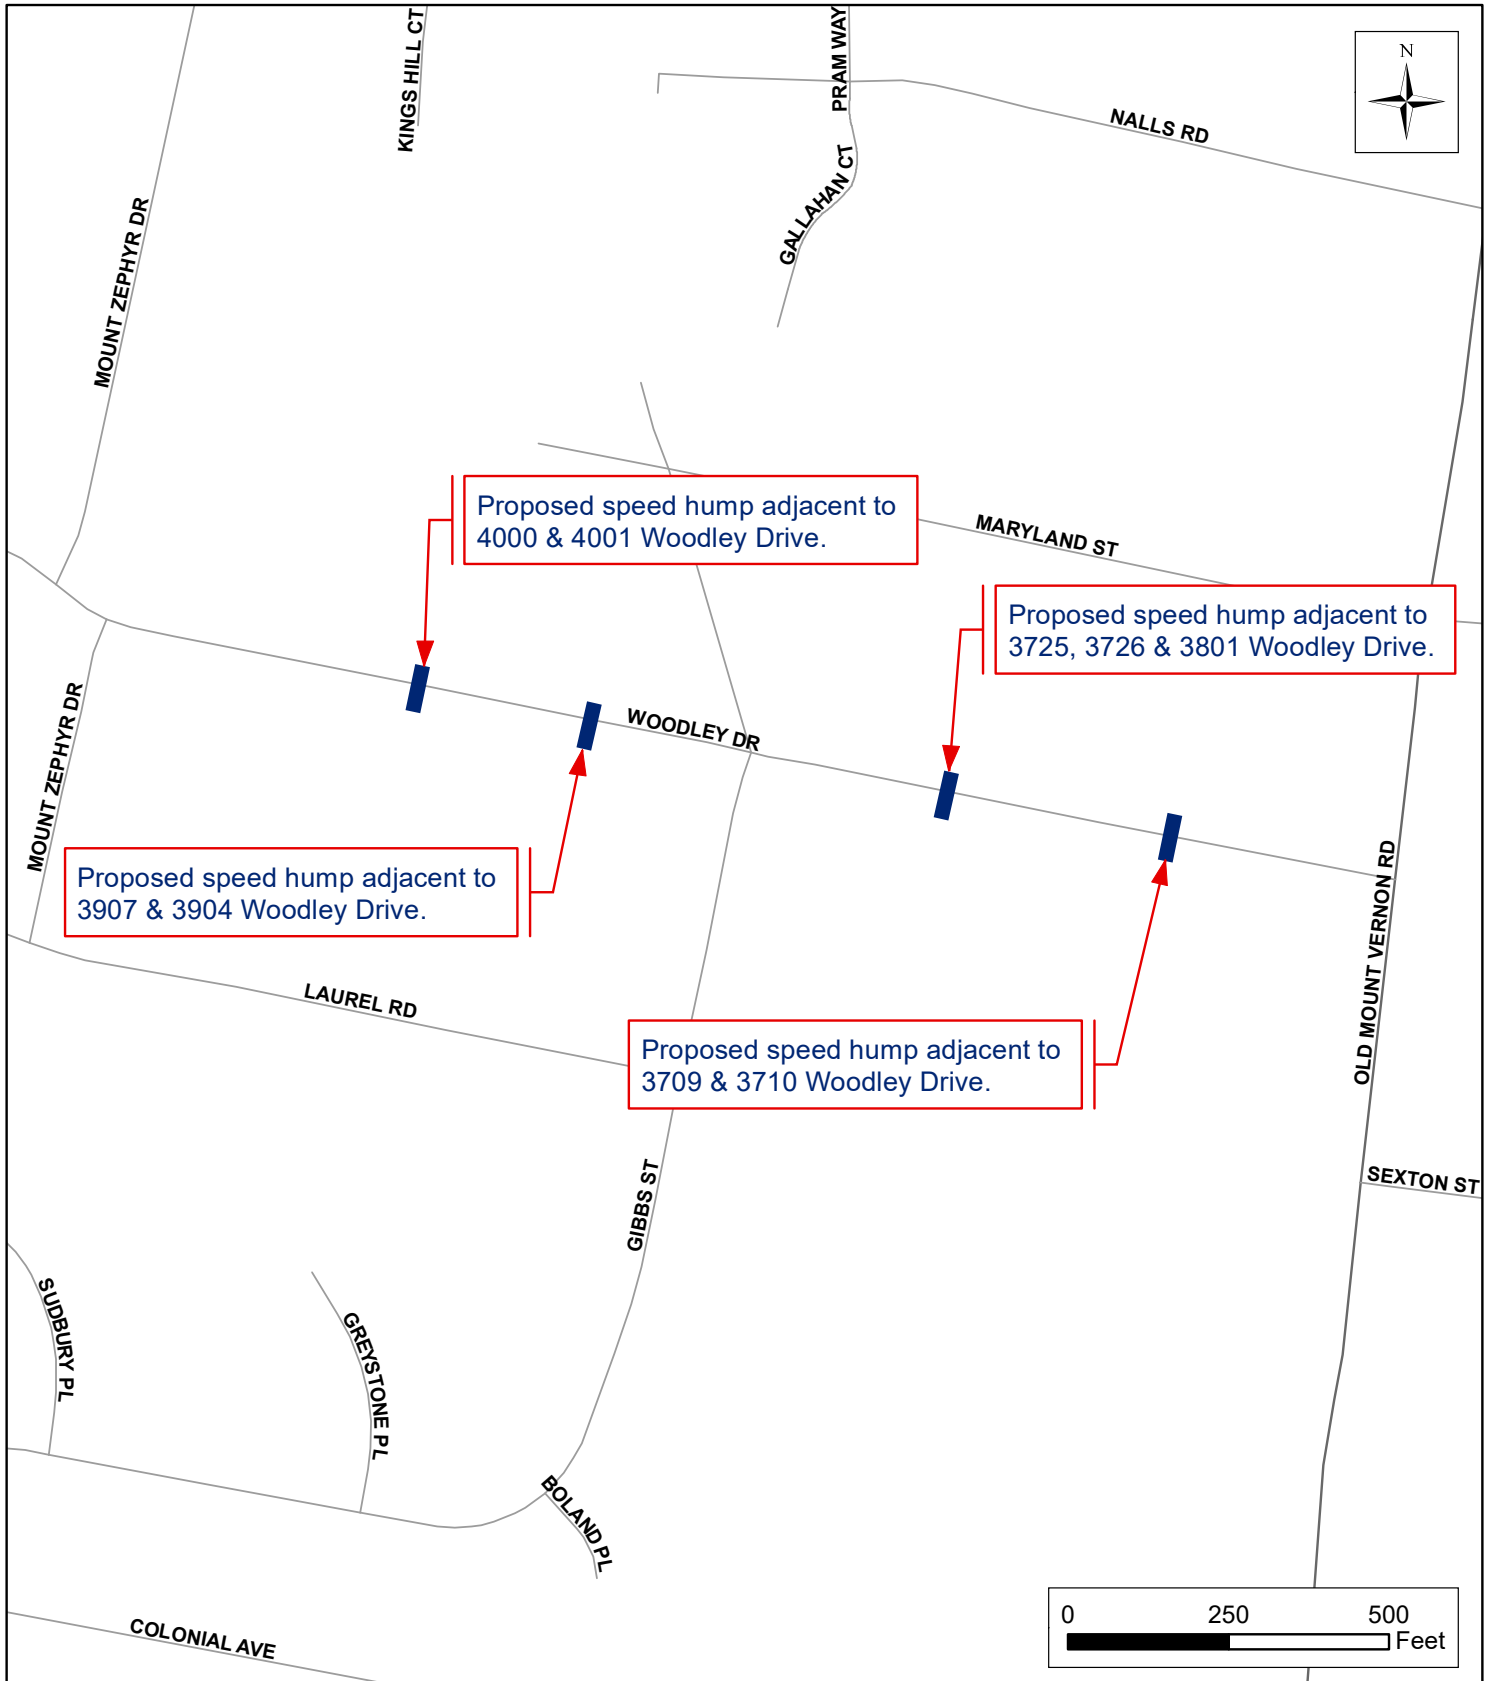 KINGS HILL CT
PRAM WAY
N
NALLS RD
GALLAHAN CT
MOUNT ZEPHYR DR
Proposed speed hump adjacent to
4000 & 4001 Woodley Drive.
MARYLAND ST
Proposed speed hump adjacent to
3725, 3726 & 3801 Woodley Drive.
WOODLEY DR
MOUNT ZEPHYR DR
Proposed speed hump adjacent to
3907 & 3904 Woodley Drive.
OLD MOUNT VERNON RD
LAUREL RD
Proposed speed hump adjacent to
3709 & 3710 Woodley Drive.
SEXTON ST
GIBBS ST
SUDBURY PL
GREYSTONE PL
BOLAND PL
COLONIAL AVE
0 250 500
Feet